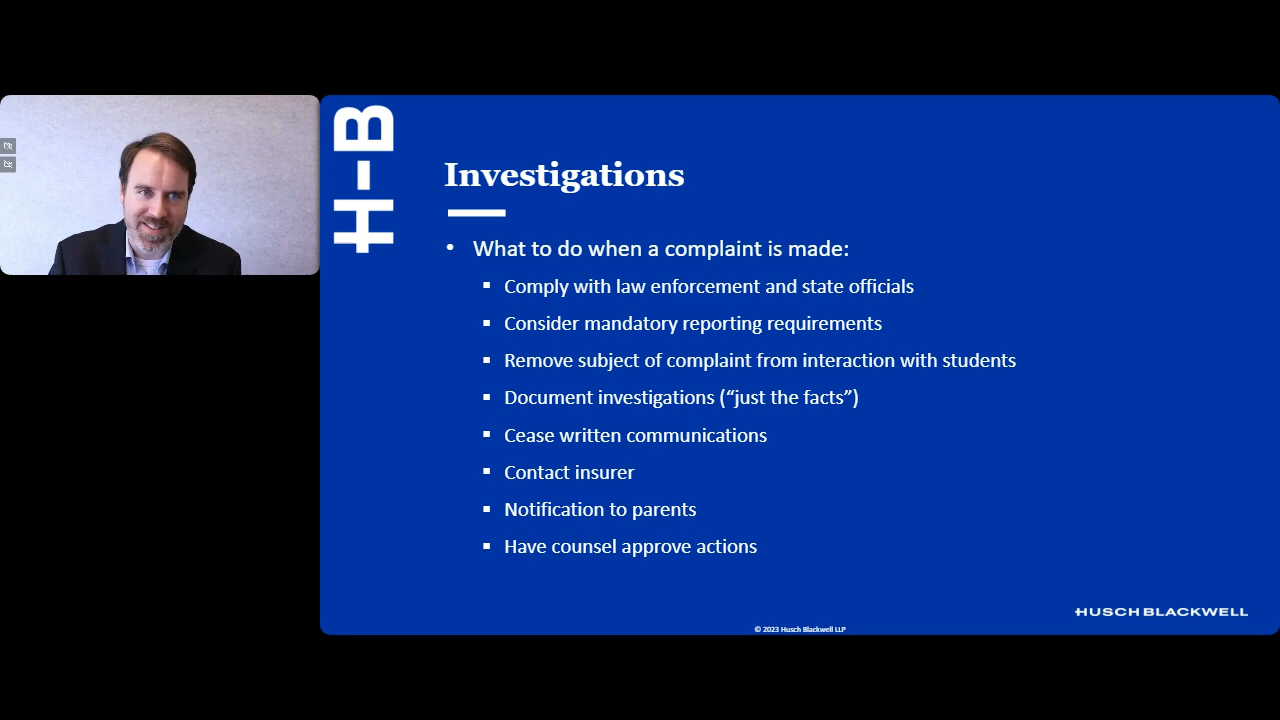 H-B
Investigations
• What to do when a complaint is made:
▪ Comply with law enforcement and state officials
▪ Consider mandatory reporting requirements
▪ Remove subject of complaint from interaction with students
▪ Document investigations (“just the facts”)
▪ Cease written communications
▪ Contact insurer
▪ Notification to parents
▪ Have counsel approve actions
HUSCH BLACKWELL
© 2023 Husch Blackwell LLP